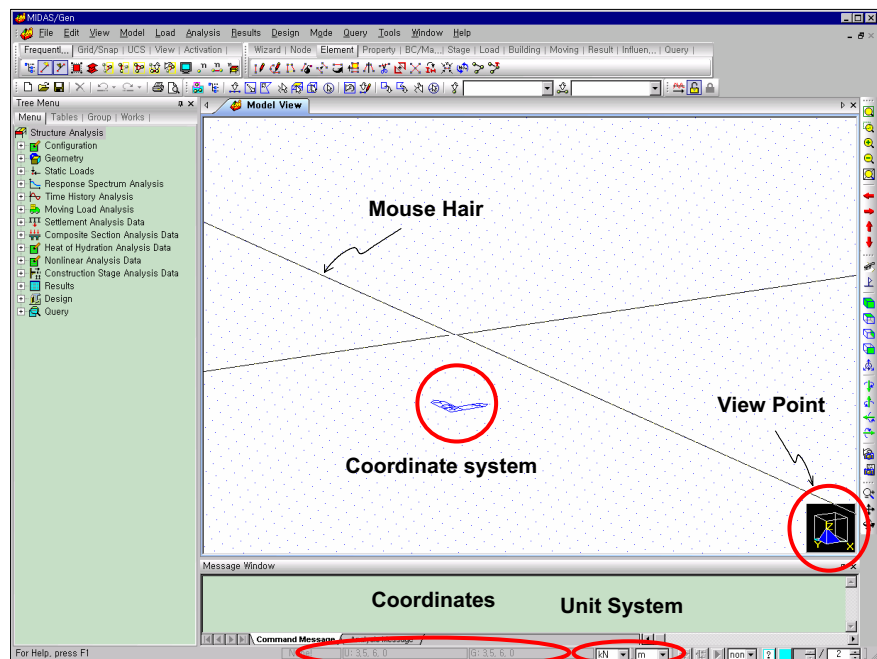 MIDAS/Gen
File Edit View Model Load Analysis Results Design Mode Query Tools Window Help
Frequentl... | Grid/Snap | UCS | View | Activation |
Wizard | Node | Element | Property | BC/Ma... | Stage | Load | Building | Moving | Result | Influen... | Query |
Tree Menu
Menu | Tables | Group | Works |
Structure Analysis
Configuration
Geometry
Static Loads
Response Spectrum Analysis
Time History Analysis
Moving Load Analysis
Settlement Analysis Data
Composite Section Analysis Data
Heat of Hydration Analysis Data
Nonlinear Analysis Data
Construction Stage Analysis Data
Results
Design
Query
Model View
Mouse Hair
Coordinate system
View Point
Z
Y X
Message Window
Coordinates
Unit System
Command Message
For Help, press F1
U: 3.5, 6, 0
G: 3.5, 6, 0
kN
m
non
?
/ 2